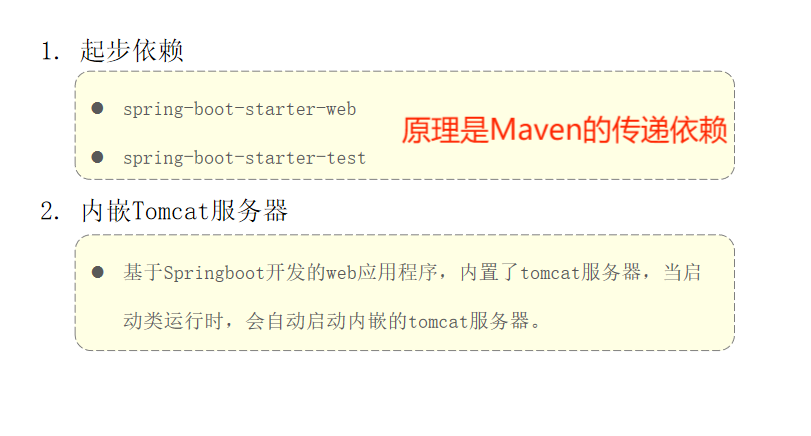 1. 起步依赖
● spring-boot-starter-web
原理是Maven的传递依赖
● spring-boot-starter-test
2. 内嵌Tomcat服务器
● 基于Springboot开发的web应用程序，内置了tomcat服务器，当启
动类运行时，会自动启动内嵌的tomcat服务器。